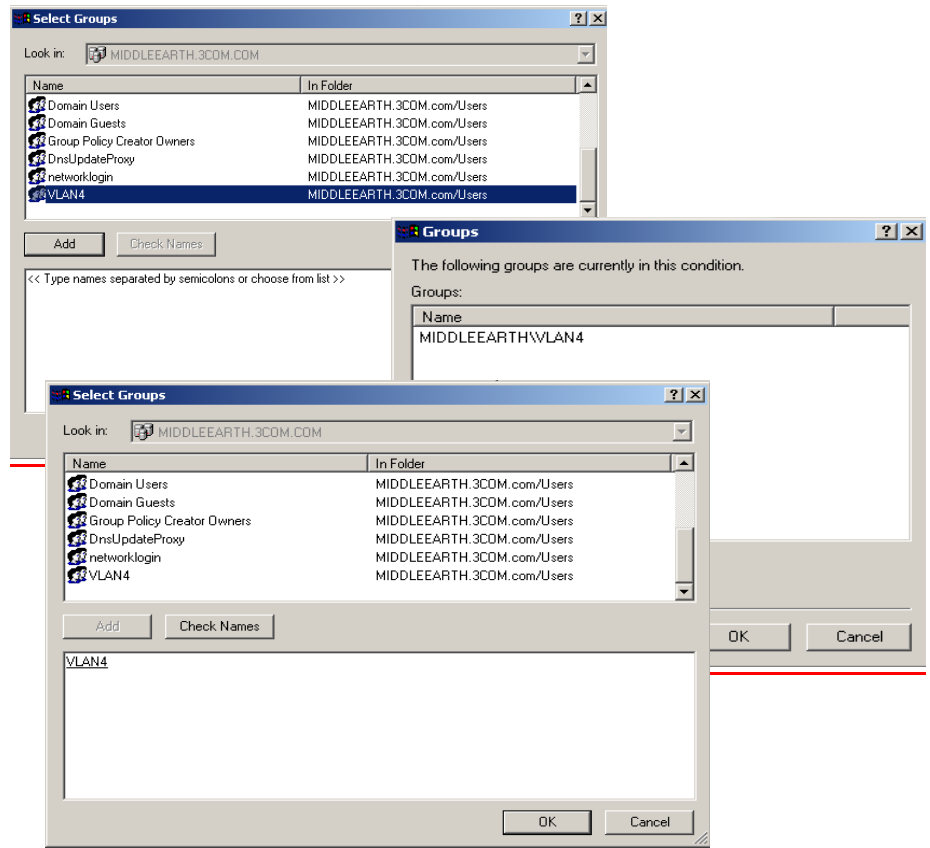 Select Groups
Look in: MIDDLEEARTH.3COM.COM
Name In Folder
Domain Users MIDDLEEARTH.3COM.com/Users
Domain Guests MIDDLEEARTH.3COM.com/Users
Group Policy Creator Owners MIDDLEEARTH.3COM.com/Users
DnsUpdateProxy MIDDLEEARTH.3COM.com/Users
networklogin MIDDLEEARTH.3COM.com/Users
VLAN4 MIDDLEEARTH.3COM.com/Users
Add Check Names
<< Type names separated by semicolons or choose from list >>
Groups
The following groups are currently in this condition.
Groups:
Name
MIDDLEEARTH\VLAN4
OK Cancel
Select Groups
Look in: MIDDLEEARTH.3COM.COM
Name In Folder
Domain Users MIDDLEEARTH.3COM.com/Users
Domain Guests MIDDLEEARTH.3COM.com/Users
Group Policy Creator Owners MIDDLEEARTH.3COM.com/Users
DnsUpdateProxy MIDDLEEARTH.3COM.com/Users
networklogin MIDDLEEARTH.3COM.com/Users
VLAN4 MIDDLEEARTH.3COM.com/Users
Add Check Names
VLAN4
OK Cancel